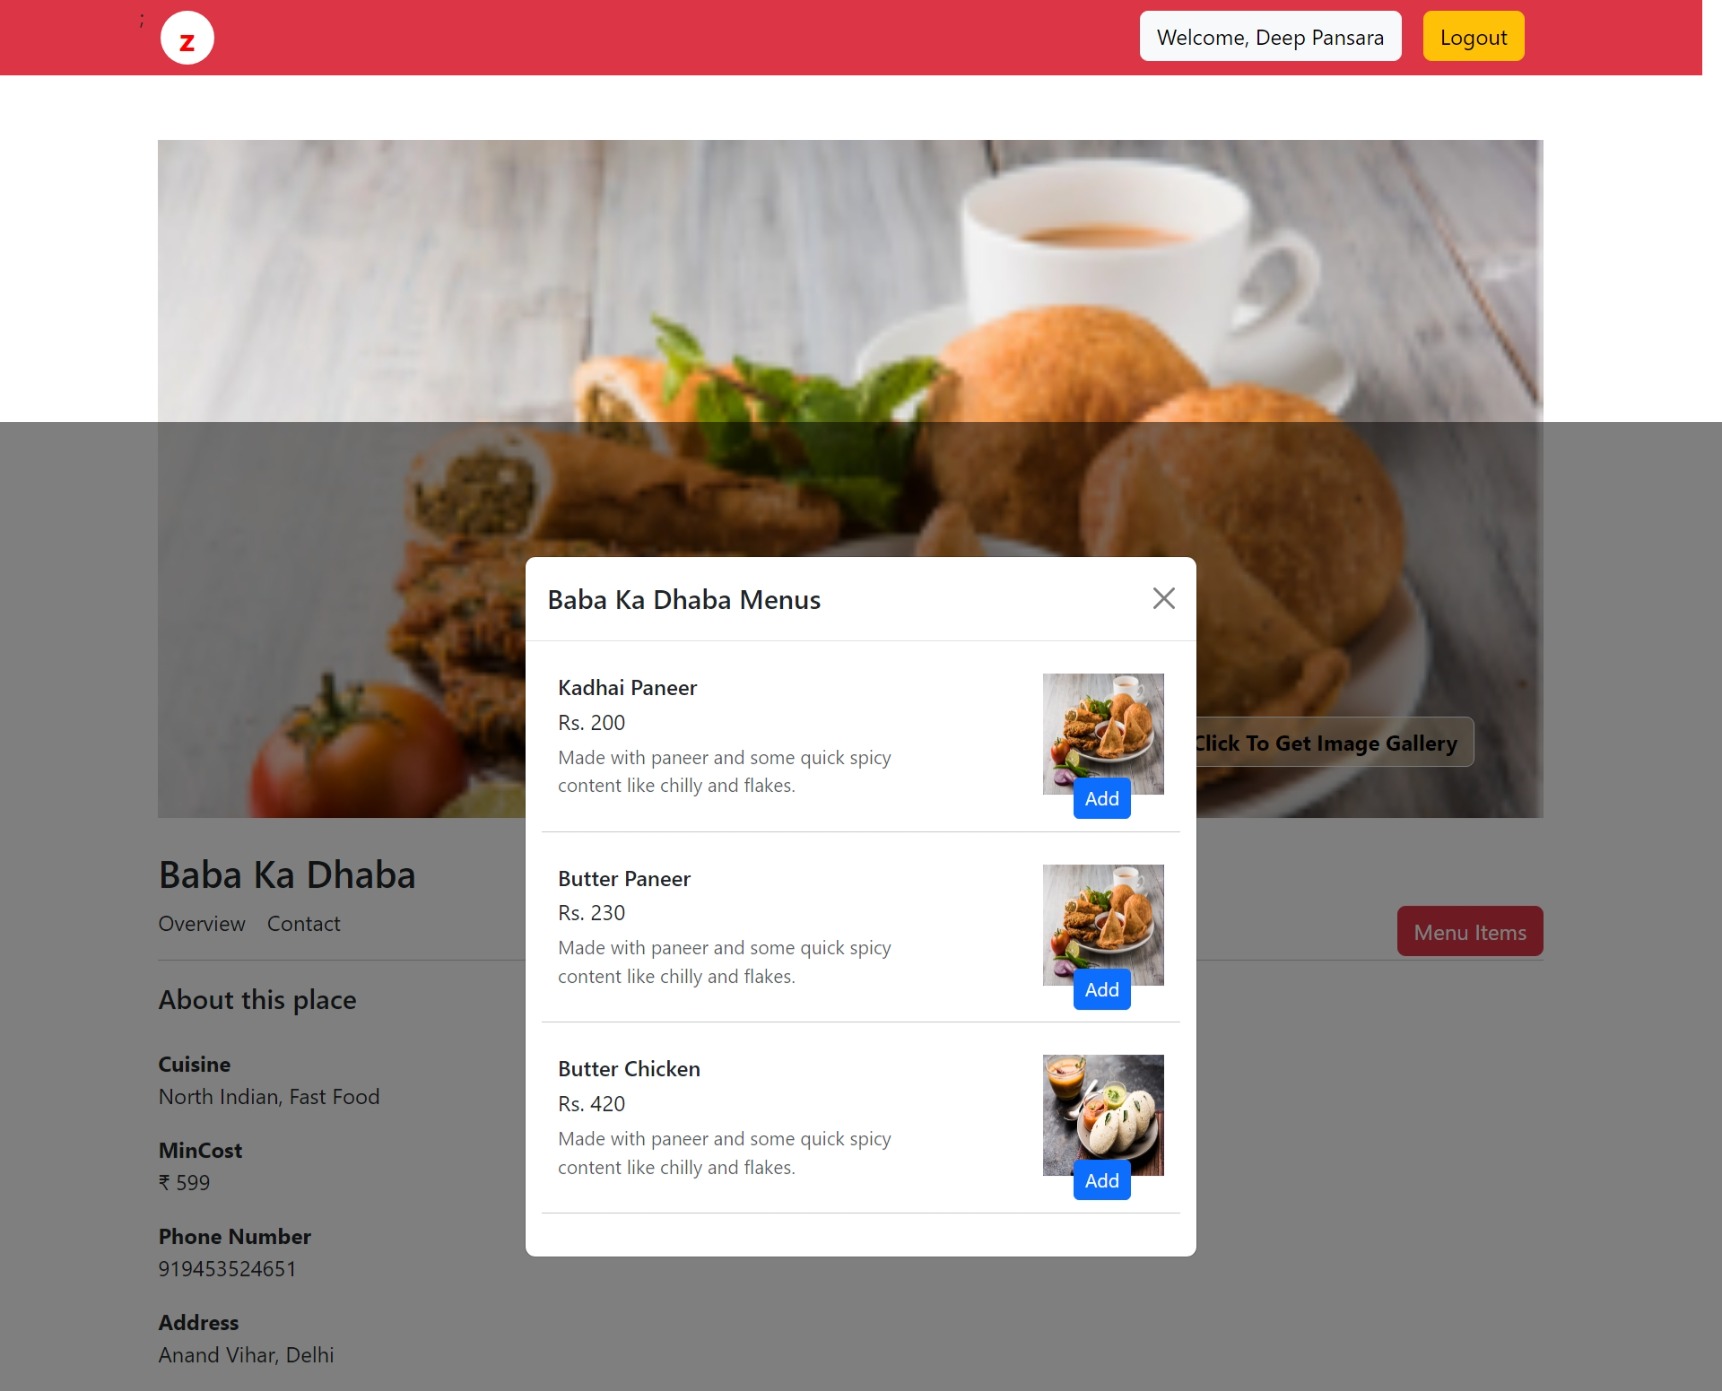 ;
z
Welcome, Deep Pansara
Logout
Baba Ka Dhaba Menus
Kadhai Paneer
Rs. 200
Made with paneer and some quick spicy
content like chilly and flakes.
Add
Click To Get Image Gallery
Butter Paneer
Rs. 230
Made with paneer and some quick spicy
content like chilly and flakes.
Add
Butter Chicken
Rs. 420
Made with paneer and some quick spicy
content like chilly and flakes.
Add
Baba Ka Dhaba
Overview Contact
Menu Items
About this place
Cuisine
North Indian, Fast Food
MinCost
₹ 599
Phone Number
919453524651
Address
Anand Vihar, Delhi